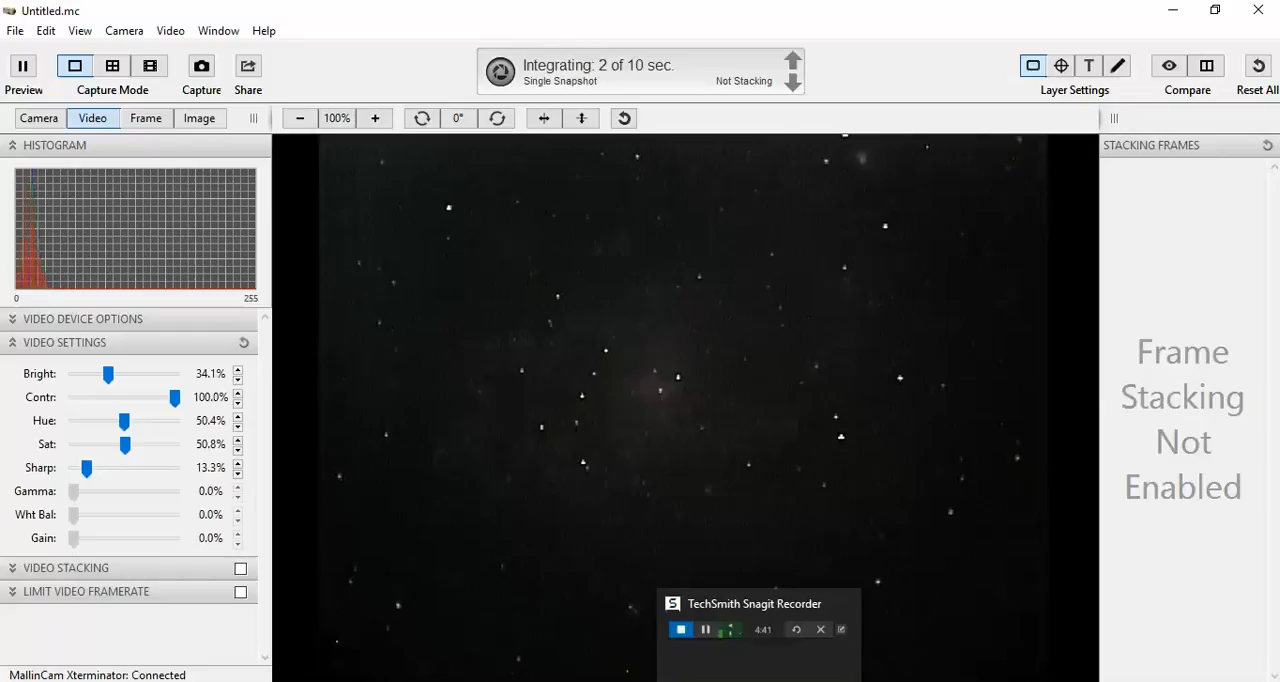 Untitled.mc
File Edit View Camera Video Window Help
Integrating: 2 of 10 sec.
Single Snapshot Not Stacking
Preview Capture Mode Capture Share Layer Settings Compare Reset All
T
Camera Video Frame Image 100% 0°
HISTOGRAM
STACKING FRAMES
0 255
VIDEO DEVICE OPTIONS
VIDEO SETTINGS
Bright: 34.1%
Contr: 100.0%
Hue: 50.4%
Sat: 50.8%
Sharp: 13.3%
Gamma: 0.0%
Wht Bal: 0.0%
Gain: 0.0%
VIDEO STACKING
LIMIT VIDEO FRAMERATE
Frame
Stacking
Not
Enabled
S TechSmith Snagit Recorder
4:41
MallinCam Xterminator: Connected